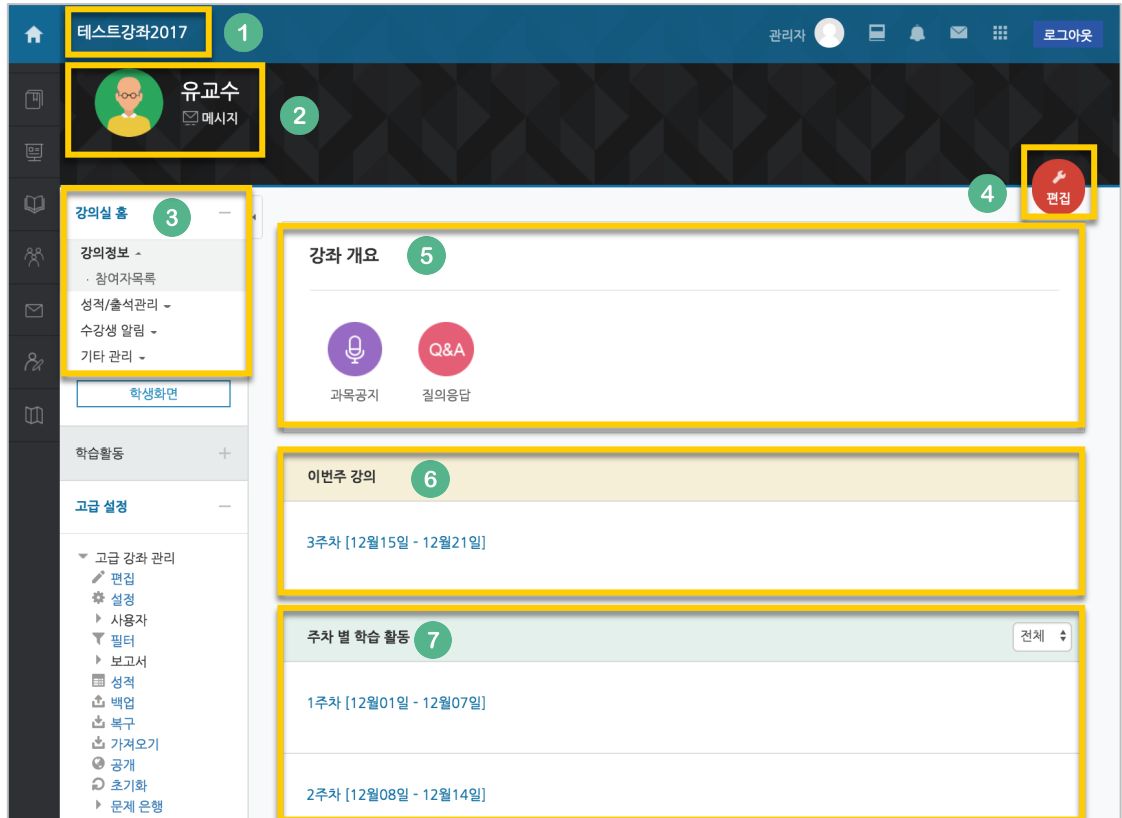 테스트강좌2017
1
관리자
로그아웃
유교수
메시지
2
4
편집
강의실 홈
3
강의정보
· 참여자목록
성적/출석관리
수강생 알림
기타 관리
학생화면
학습활동
고급 설정
고급 강좌 관리
편집
설정
사용자
필터
보고서
성적
백업
복구
가져오기
공개
초기화
문제 은행
강좌 개요
5
Q&A
과목공지
질의응답
이번주 강의
6
3주차 [12월15일 - 12월21일]
주차 별 학습 활동
7
전체
1주차 [12월01일 - 12월07일]
2주차 [12월08일 - 12월14일]